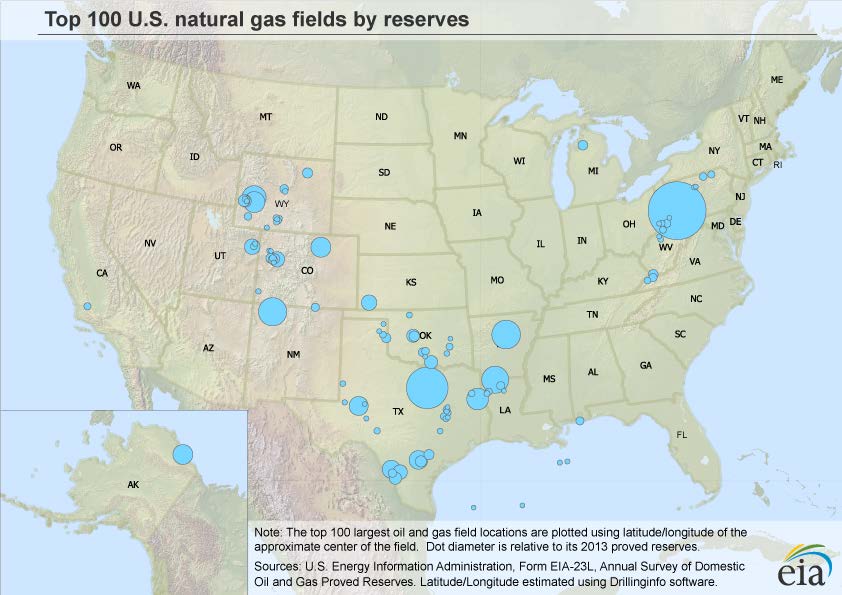 Top 100 U.S. natural gas fields by reserves
ME
WA
MT
ND
VT NH
MN
OR
MA
NY
ID
WI
CT RI
SD
MI
NJ
WY
IA
NE
OH
DE
MD
NV
IL
IN
WV
UT
CO
VA
CA
KS
MO
KY
NC
TN
OK
SC
AZ
NM
GA
AL
MS
TX
LA
FL
AK
Note: The top 100 largest oil and gas field locations are plotted using latitude/longitude of the
approximate center of the field. Dot diameter is relative to its 2013 proved reserves.
Sources: U.S. Energy Information Administration, Form EIA-23L, Annual Survey of Domestic
Oil and Gas Proved Reserves. Latitude/Longitude estimated using Drillinginfo software.
eia